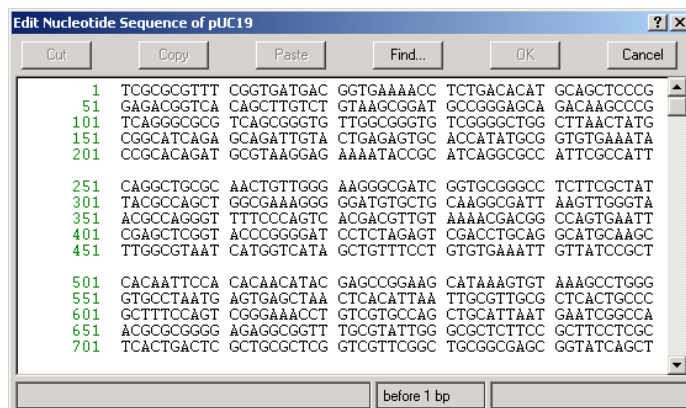 Edit Nucleotide Sequence of pUC19
Cut Copy Paste Find... OK Cancel
1 TCGCGCGTTT CGGTGATGAC GGTGAAAACC TCTGACACAT GCAGCTCCCG
51 GAGACGGTCA CAGCTTGTCT GTAAGCGGAT GCCGGGAGCA GACAAGCCCG
101 TCAGGGCGCG TCAGCGGGTG TTGGCGGGTG TCGGGGCTGG CTTAACTATG
151 CGGCATCAGA GCAGATTGTA CTGAGAGTGC ACCATATGCG GTGTGAAATA
201 CCGCACAGAT GCGTAAGGAG AAAATACCGC ATCAGGCGCC ATTCGCCATT
251 CAGGCTGCGC AACTGTTGGG AAGGGCGATC GGTGCGGGCC TCTTCGCTAT
301 TACGCCAGCT GGCGAAAGGG GGATGTGCTG CAAGGCGATT AAGTTGGGTA
351 ACGCCAGGGT TTTCCCAGTC ACGACGTTGT AAAACGACGG CCAGTGAATT
401 CGAGCTCGGT ACCCGGGGAT CCTCTAGAGT CGACCTGCAG GCATGCAAGC
451 TTGGCGTAAT CATGGTCATA GCTGTTTCCT GTGTGAAATT GTTATCCGCT
501 CACAATTCCA CACAACATAC GAGCCGGAAG CATAAAGTGT AAAGCCTGGG
551 GTGCCTAATG AGTGAGCTAA CTCACATTAA TTGCGTTGCG CTCACTGCCC
601 GCTTTCCAGT CGGGAAACCT GTCGTGCCAG CTGCATTAAT GAATCGGCCA
651 ACGCGCGGGG AGAGGCGGTT TGCGTATTGG GCGCTCTTCC GCTTCCTCGC
701 TCACTGACTC GCTGCGCTCG GTCGTTCGGC TGCGGCGAGC GGTATCAGCT
before 1 bp